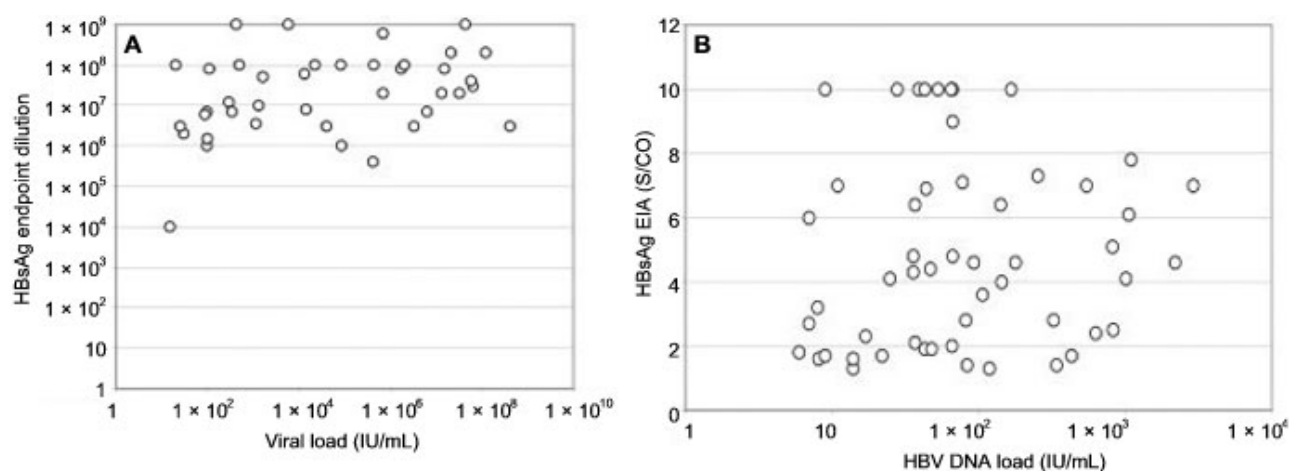 A
HBsAg endpoint dilution
1 × 10⁹
1 × 10⁸
1 × 10⁷
1 × 10⁶
1 × 10⁵
1 × 10⁴
1 × 10³
1 × 10²
10
1
1 1 × 10² 1 × 10⁴ 1 × 10⁶ 1 × 10⁸ 1 × 10¹⁰
Viral load (IU/mL)
B
HBsAg EIA (S/CO)
12
10
8
6
4
2
0
1 10 1 × 10² 1 × 10³ 1 × 10⁴
HBV DNA load (IU/mL)